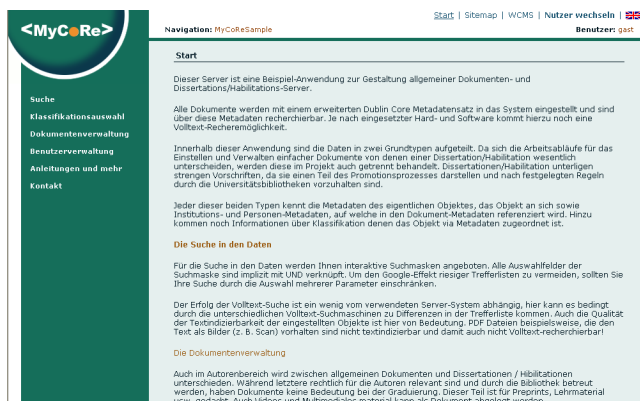 <MyCoRe>
Start | Sitemap | WCMS | Nutzer wechseln |
Navigation: MyCoReSample
Benutzer: gast
Suche
Klassifikationsauswahl
Dokumentenverwaltung
Benutzerverwaltung
Anleitungen und mehr
Kontakt
Start
Dieser Server ist eine Beispiel-Anwendung zur Gestaltung allgemeiner Dokumenten- und
Dissertations/Habilitations-Server.
Alle Dokumente werden mit einem erweiterten Dublin Core Metadatensatz in das System eingestellt und sind
über diese Metadaten recherchierbar. Je nach eingesetzter Hard- und Software kommt hierzu noch eine
Volltext-Recheremöglichkeit.
Innerhalb dieser Anwendung sind die Daten in zwei Grundtypen aufgeteilt. Da sich die Arbeitsabläufe für das
Einstellen und Verwalten einfacher Dokumente von denen einer Dissertation/Habilitation wesentlich
unterscheiden, werden diese im Projekt auch getrennt behandelt. Dissertationen/Habilitation unterligen
strengen Vorschriften, da sie einen Teil des Promotionsprozesses darstellen und nach festgelegten Regeln
durch die Universitätsbibliotheken vorzuhalten sind.
Jeder dieser beiden Typen kennt die Metadaten des eigentlichen Objektes, das Objekt an sich sowie
Institutions- und Personen-Metadaten, auf welche in den Dokument-Metadaten referenziert wird. Hinzu
kommen noch Informationen über Klassifikation denen das Objekt via Metadaten zugeordnet ist.
Die Suche in den Daten
Für die Suche in den Daten werden Ihnen interaktive Suchmasken angeboten. Alle Auswahlfelder der
Suchmaske sind implizit mit UND verknüpft. Um den Google-Effekt riesiger Trefferlisten zu vermeiden, sollten Sie
Ihre Suche durch die Auswahl mehrerer Parameter einschränken.
Der Erfolg der Volltext-Suche ist ein wenig vom verwendeten Server-System abhängig, hier kann es bedingt
durch die unterschiedlichen Volltext-Suchmaschinen zu Differenzen in der Trefferliste kommen. Auch die Qualität
der Textindizierbarkeit der eingestellten Objekte ist hier von Bedeutung. PDF Dateien beispielsweise, die den
Text als Bilder (z. B. Scan) vorhalten sind nicht textindizierbar und damit auch nicht Volltext-recherchierbar!
Die Dokumentenverwaltung
Auch im Autorenbereich wird zwischen allgemeinen Dokumenten und Dissertationen / Hibilitationen
unterschieden. Während letztere rechtlich für die Autoren relevant sind und durch die Bibliothek betreut
werden, haben Dokumente keine Bedeutung bei der Graduierung. Dieser Teil ist für Preprints, Lehrmaterial
usw. gedacht. Auch Videos und Multimediales material kann als Dokument abgelegt werden.